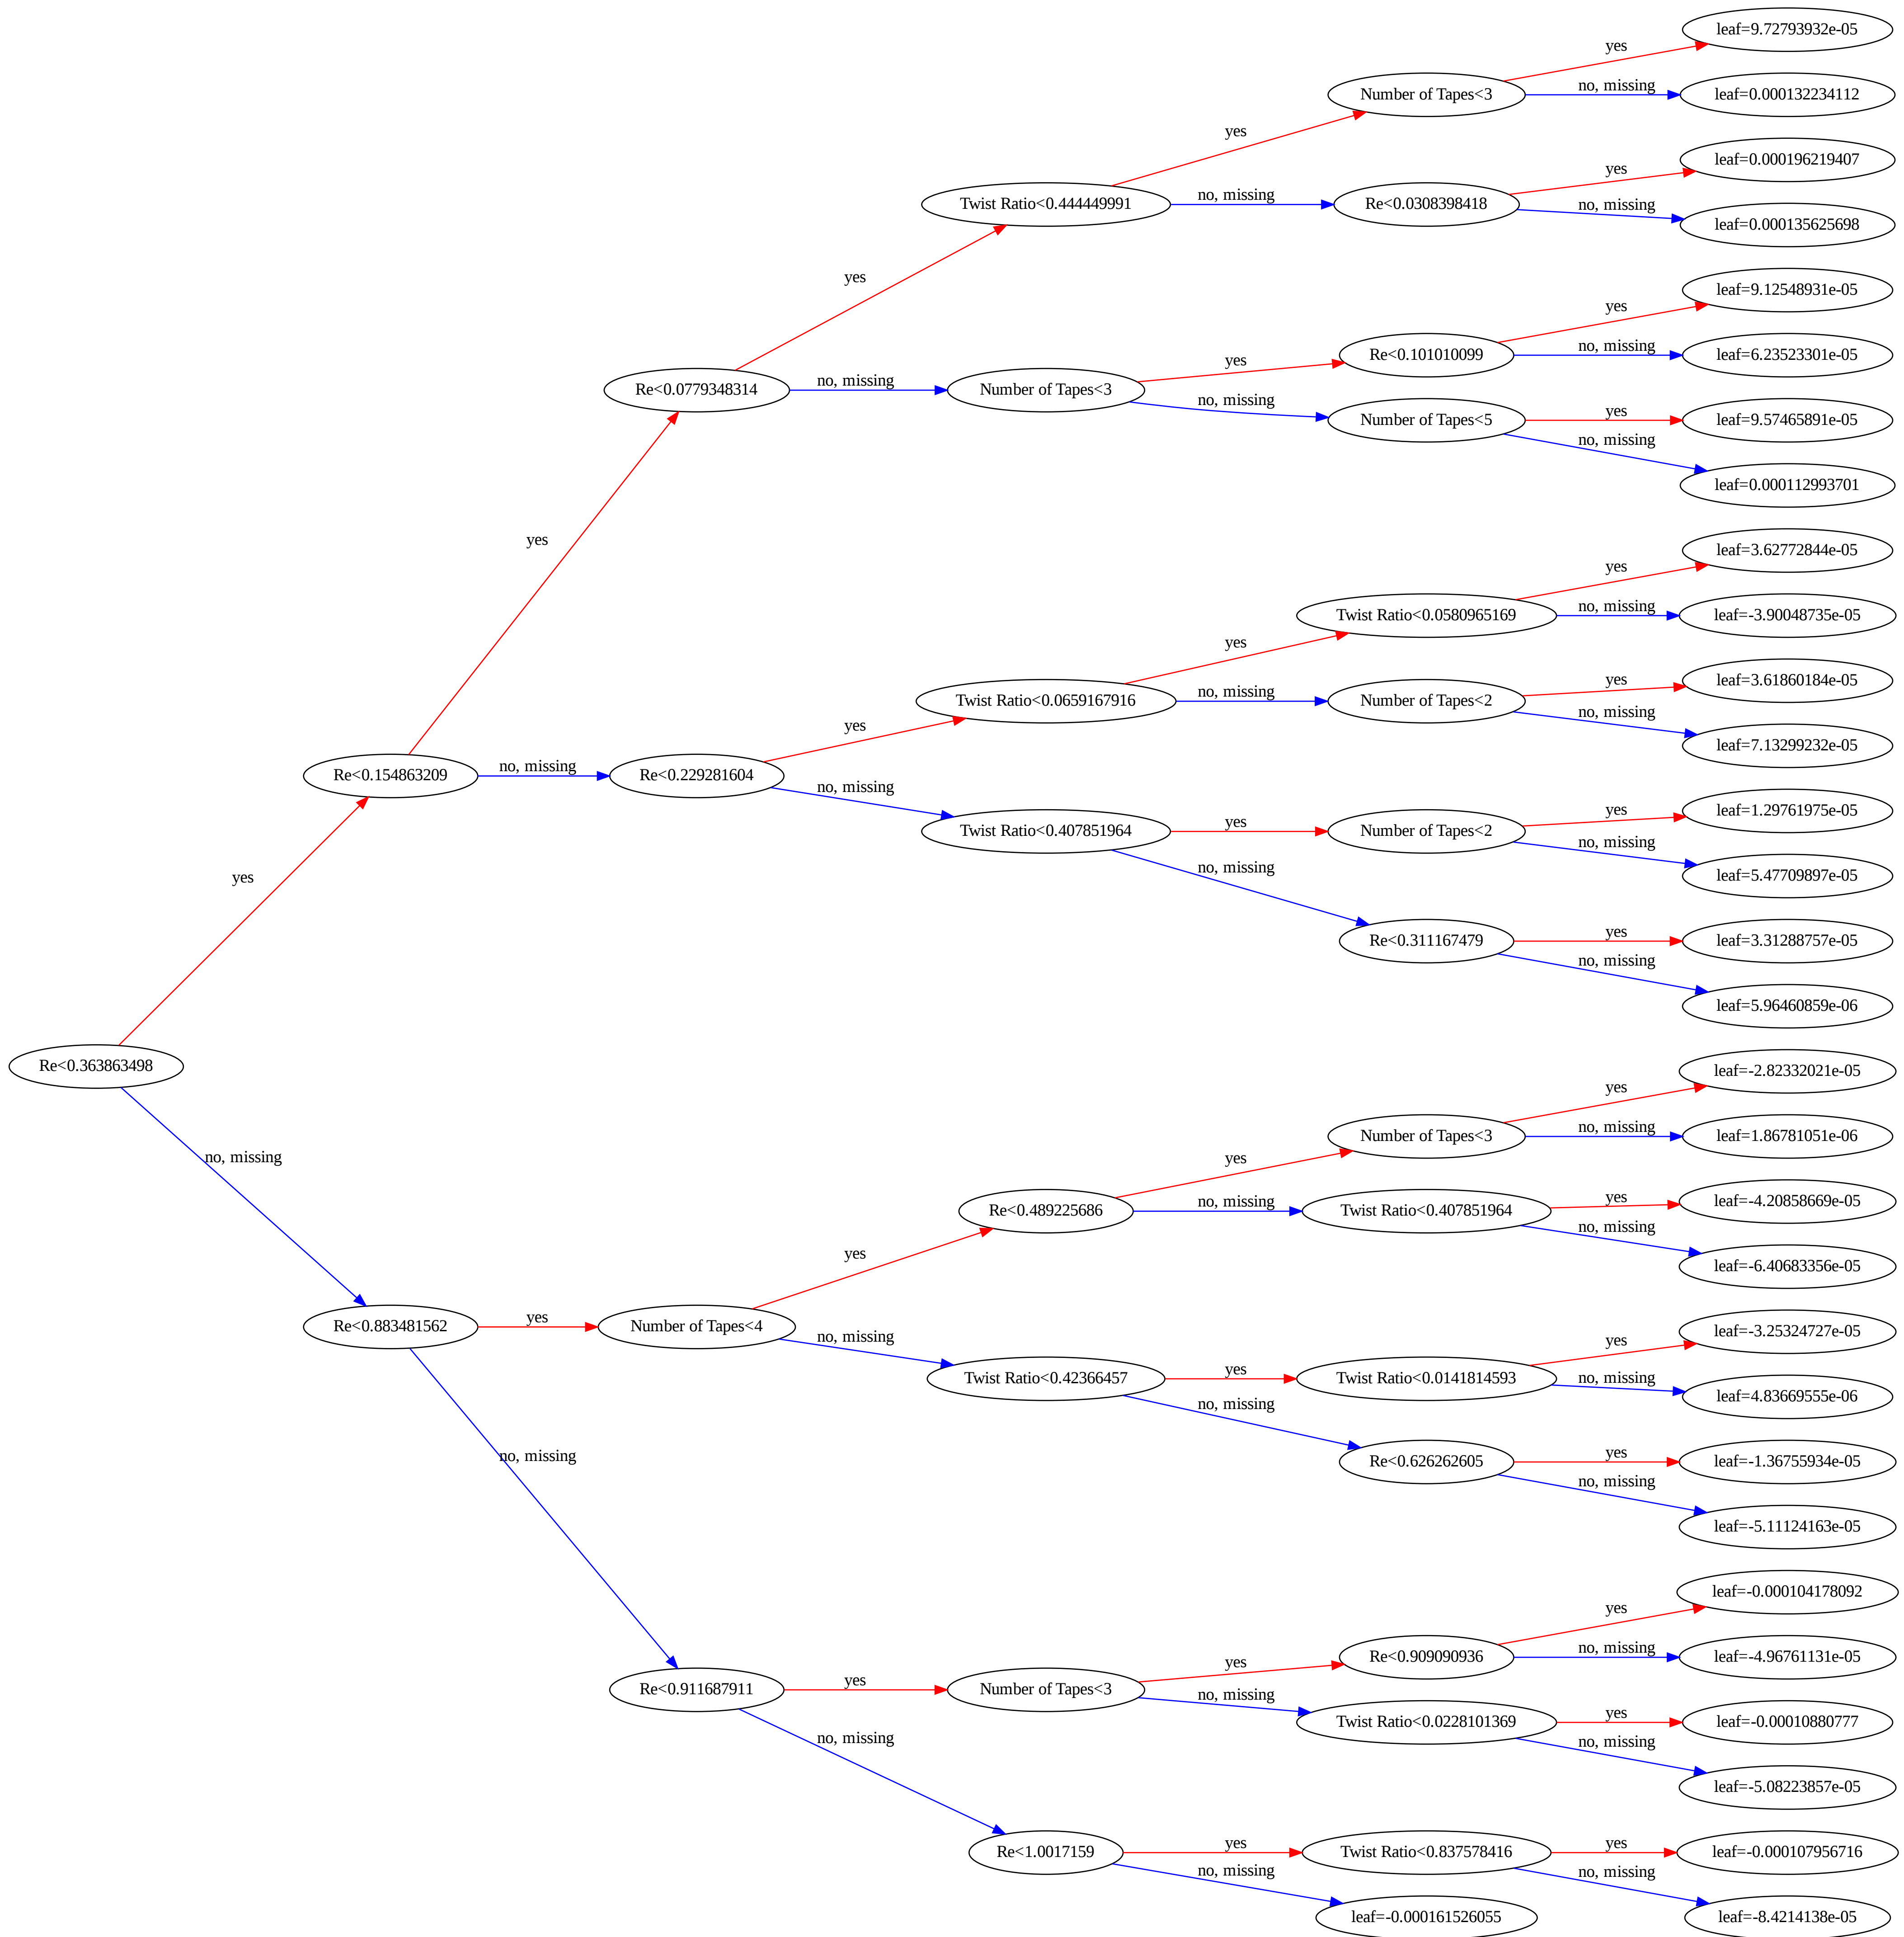 leaf=9.72793932e-05
yes
Number of Tapes<3
no, missing
leaf=0.000132234112
yes
leaf=0.000196219407
yes
Twist Ratio<0.444449991
no, missing
Re<0.0308398418
no, missing
leaf=0.000135625698
yes
leaf=9.12548931e-05
yes
Re<0.101010099
no, missing
leaf=6.23523301e-05
yes
Re<0.0779348314
no, missing
Number of Tapes<3
no, missing
Number of Tapes<5
yes
leaf=9.57465891e-05
no, missing
leaf=0.000112993701
yes
leaf=3.62772844e-05
yes
Twist Ratio<0.0580965169
no, missing
leaf=-3.90048735e-05
yes
leaf=3.61860184e-05
yes
Twist Ratio<0.0659167916
no, missing
Number of Tapes<2
no, missing
leaf=7.13299232e-05
yes
Re<0.154863209
no, missing
Re<0.229281604
no, missing
leaf=1.29761975e-05
yes
Twist Ratio<0.407851964
yes
Number of Tapes<2
no, missing
leaf=5.47709897e-05
no, missing
yes
Re<0.311167479
yes
leaf=3.31288757e-05
no, missing
leaf=5.96460859e-06
Re<0.363863498
leaf=-2.82332021e-05
yes
Number of Tapes<3
no, missing
leaf=1.86781051e-06
no, missing
yes
leaf=-4.20858669e-05
yes
Re<0.489225686
no, missing
Twist Ratio<0.407851964
no, missing
leaf=-6.40683356e-05
yes
Re<0.883481562
yes
Number of Tapes<4
no, missing
leaf=-3.25324727e-05
yes
Twist Ratio<0.42366457
yes
Twist Ratio<0.0141814593
no, missing
leaf=4.83669555e-06
no, missing
no, missing
Re<0.626262605
yes
leaf=-1.36755934e-05
no, missing
leaf=-5.11124163e-05
leaf=-0.000104178092
yes
Re<0.909090936
no, missing
leaf=-4.96761131e-05
Re<0.911687911
yes
Number of Tapes<3
yes
no, missing
Twist Ratio<0.0228101369
yes
leaf=-0.00010880777
no, missing
no, missing
leaf=-5.08223857e-05
Re<1.0017159
yes
Twist Ratio<0.837578416
yes
leaf=-0.000107956716
no, missing
leaf=-0.000161526055
no, missing
leaf=-8.4214138e-05